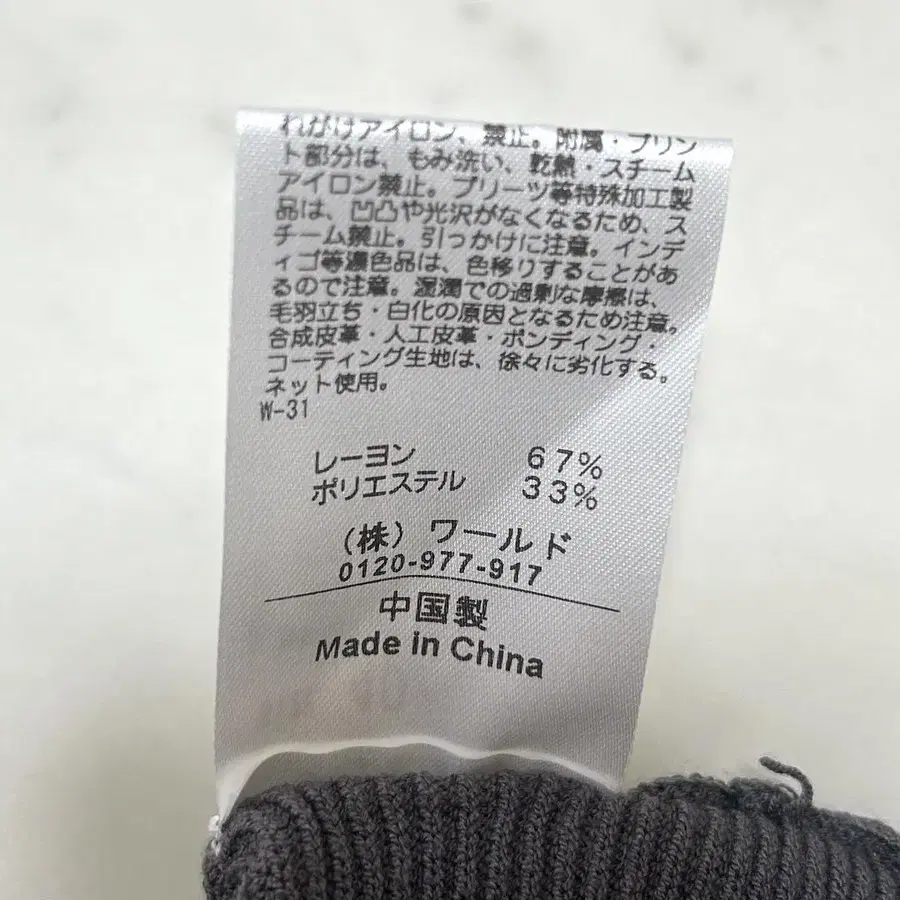 れがけアイロン、禁止。附属・プリン
ト部分は、もみ洗い、乾熱・スチーム
アイロン禁止。プリーツ等特殊加工製
品は、凹凸や光沢がなくなるため、ス
チーム禁止。引っかけに注意。インデ
ィゴ等濃色品は、色移りすることがあ
るので注意。湿潤での過剰な摩擦は、
毛羽立ち・白化の原因となるため注意。
合成皮革・人工皮革・ボンディング・
コーティング生地は、徐々に劣化する。
ネット使用。
W-31
レーヨン 67%
ポリエステル 33%
(株) ワールド
0120-977-917
中国製
Made in China